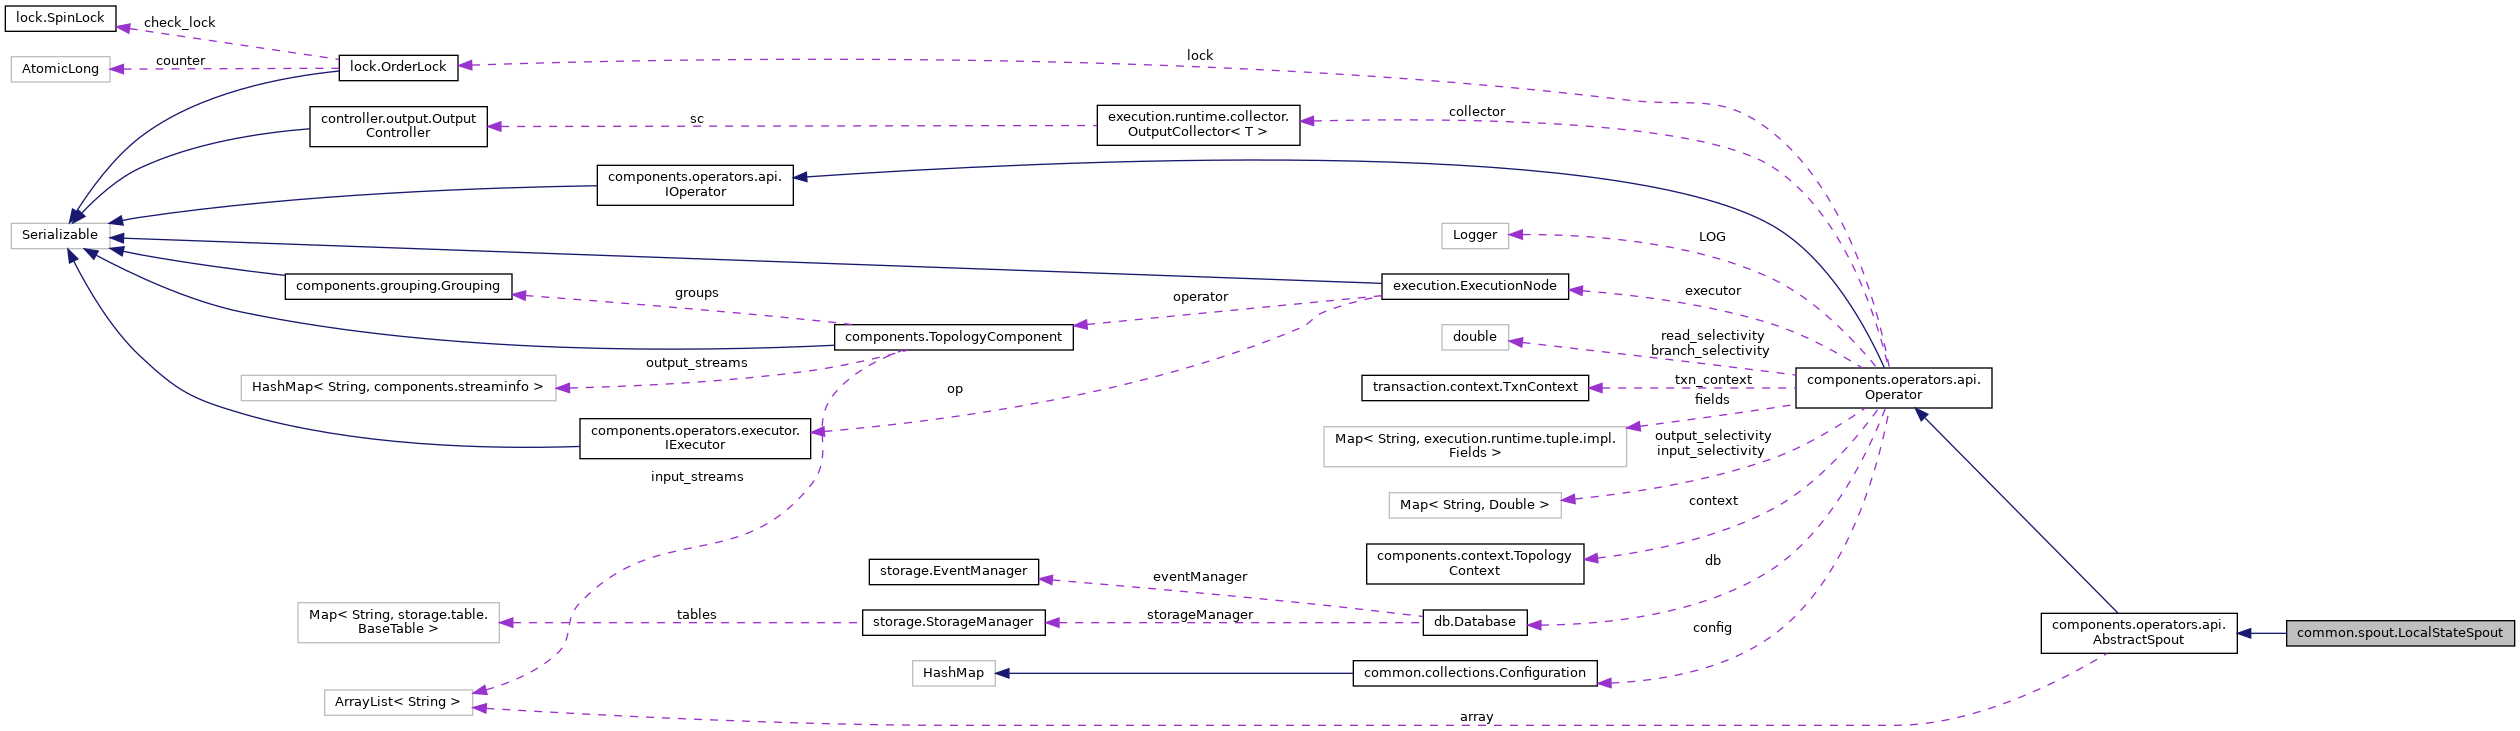 lock.SpinLock
check_lock
AtomicLong
counter
lock.OrderLock
lock
controller.output.Output
Controller
sc
execution.runtime.collector.
OutputCollector< T >
collector
components.operators.api.
IOperator
Serializable
Logger
LOG
components.grouping.Grouping
groups
operator
execution.ExecutionNode
executor
components.TopologyComponent
double
read_selectivity
branch_selectivity
output_streams
HashMap< String, components.streaminfo >
op
transaction.context.TxnContext
txn_context
components.operators.api.
Operator
fields
components.operators.executor.
IExecutor
Map< String, execution.runtime.tuple.impl.
Fields >
output_selectivity
input_selectivity
input_streams
Map< String, Double >
context
components.context.Topology
Context
db
storage.EventManager
eventManager
Map< String, storage.table.
BaseTable >
tables
storage.StorageManager
storageManager
db.Database
config
components.operators.api.
AbstractSpout
common.spout.LocalStateSpout
HashMap
common.collections.Configuration
ArrayList< String >
array